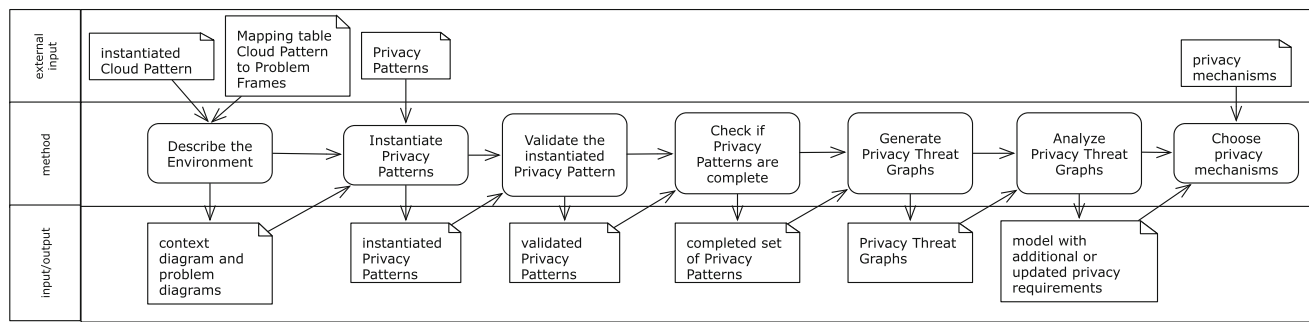 external
input
instantiated
Cloud Pattern
Mapping table
Cloud Pattern
to Problem
Frames
Privacy
Patterns
privacy
mechanisms
method
Describe the
Environment
Instantiate
Privacy
Patterns
Validate the
instantiated
Privacy Pattern
Check if
Privacy
Patterns are
complete
Generate
Privacy Threat
Graphs
Analyze
Privacy Threat
Graphs
Choose
privacy
mechanisms
input/output
context
diagram and
problem
diagrams
instantiated
Privacy
Patterns
validated
Privacy
Patterns
completed set
of Privacy
Patterns
Privacy Threat
Graphs
model with
additional or
updated privacy
requirements